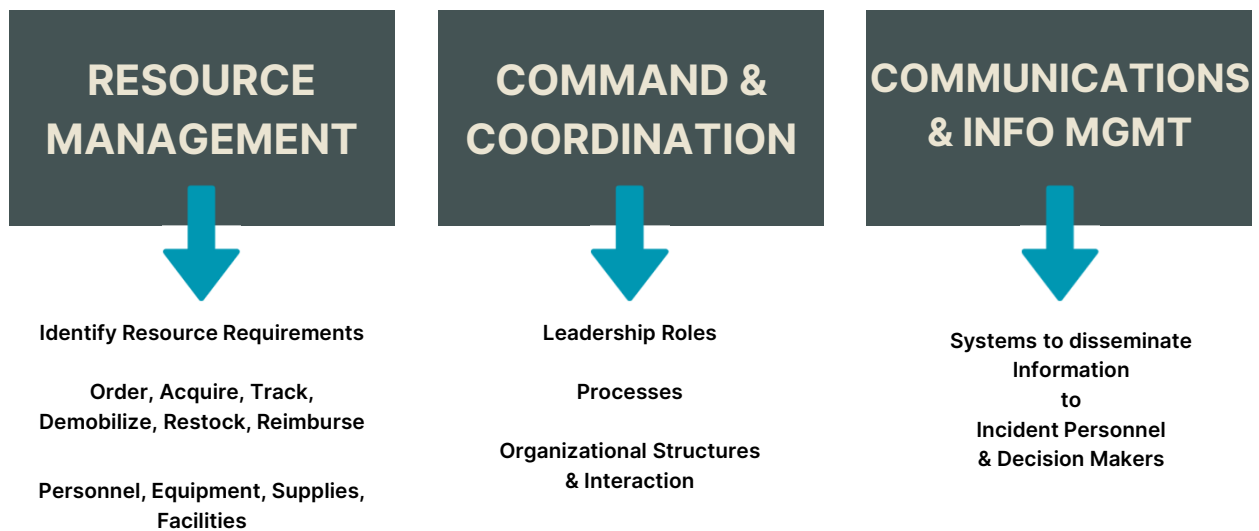 RESOURCE
MANAGEMENT
Identify Resource Requirements
Order, Acquire, Track,
Demobilize, Restock, Reimburse
Personnel, Equipment, Supplies,
Facilities
COMMAND &
COORDINATION
Leadership Roles
Processes
Organizational Structures
& Interaction
COMMUNICATIONS
& INFO MGMT
Systems to disseminate
Information
to
Incident Personnel
& Decision Makers